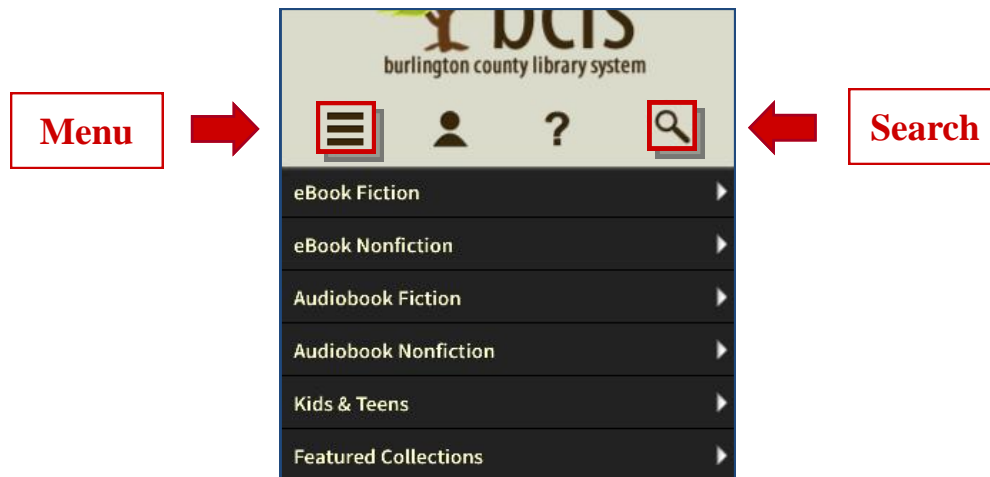 bcls
burlington county library system
Menu
?
Search
eBook Fiction
eBook Nonfiction
Audiobook Fiction
Audiobook Nonfiction
Kids & Teens
Featured Collections